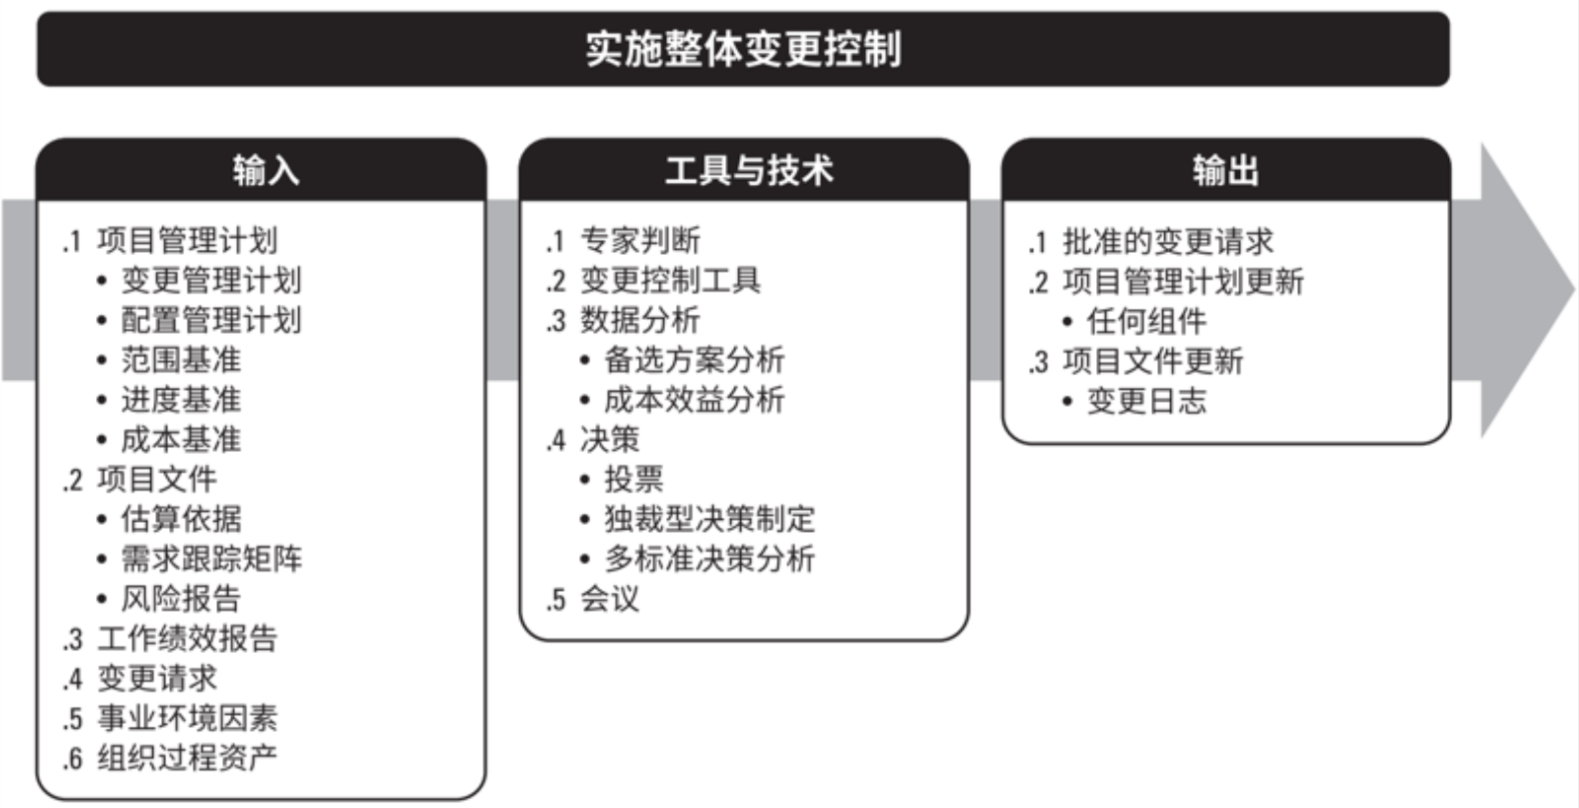 实施整体变更控制
输入
.1 项目管理计划
• 变更管理计划
• 配置管理计划
• 范围基准
• 进度基准
• 成本基准
.2 项目文件
• 估算依据
• 需求跟踪矩阵
• 风险报告
.3 工作绩效报告
.4 变更请求
.5 事业环境因素
.6 组织过程资产
工具与技术
.1 专家判断
.2 变更控制工具
.3 数据分析
• 备选方案分析
• 成本效益分析
.4 决策
• 投票
• 独裁型决策制定
• 多标准决策分析
.5 会议
输出
.1 批准的变更请求
.2 项目管理计划更新
• 任何组件
.3 项目文件更新
• 变更日志